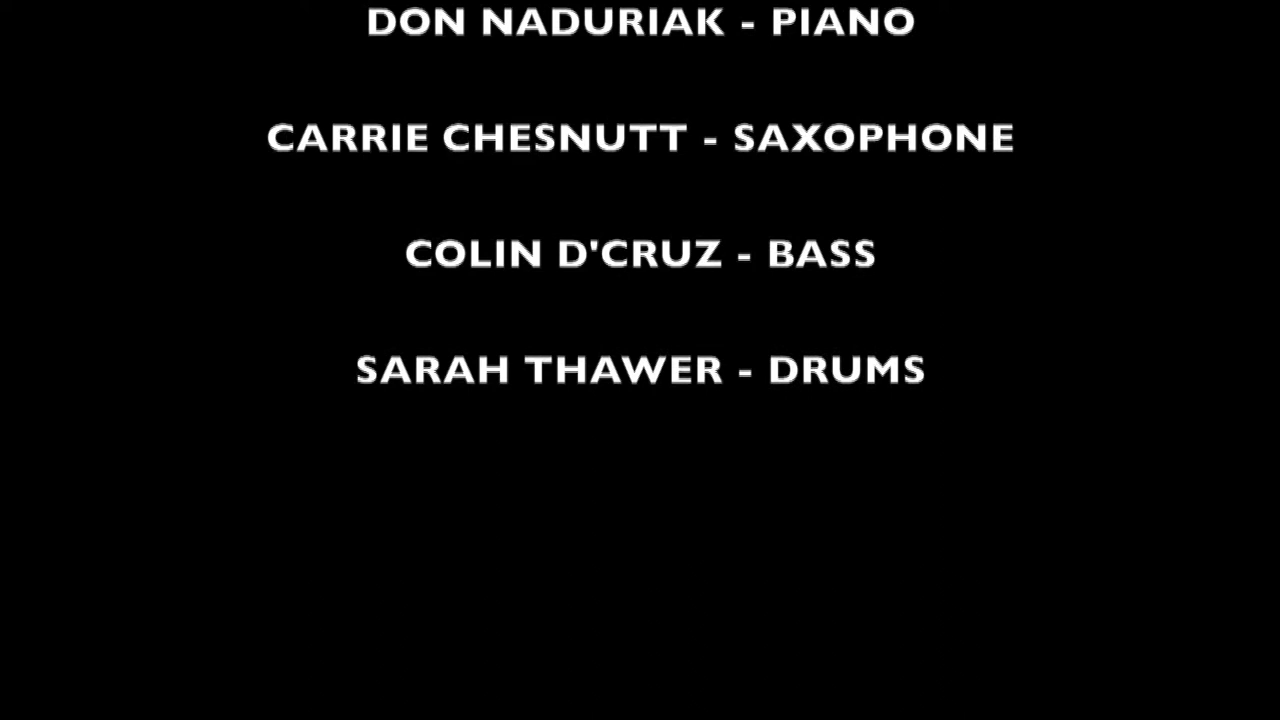 DON NADURIAK - PIANO
CARRIE CHESNUTT - SAXOPHONE
COLIN D'CRUZ - BASS
SARAH THAWER - DRUMS